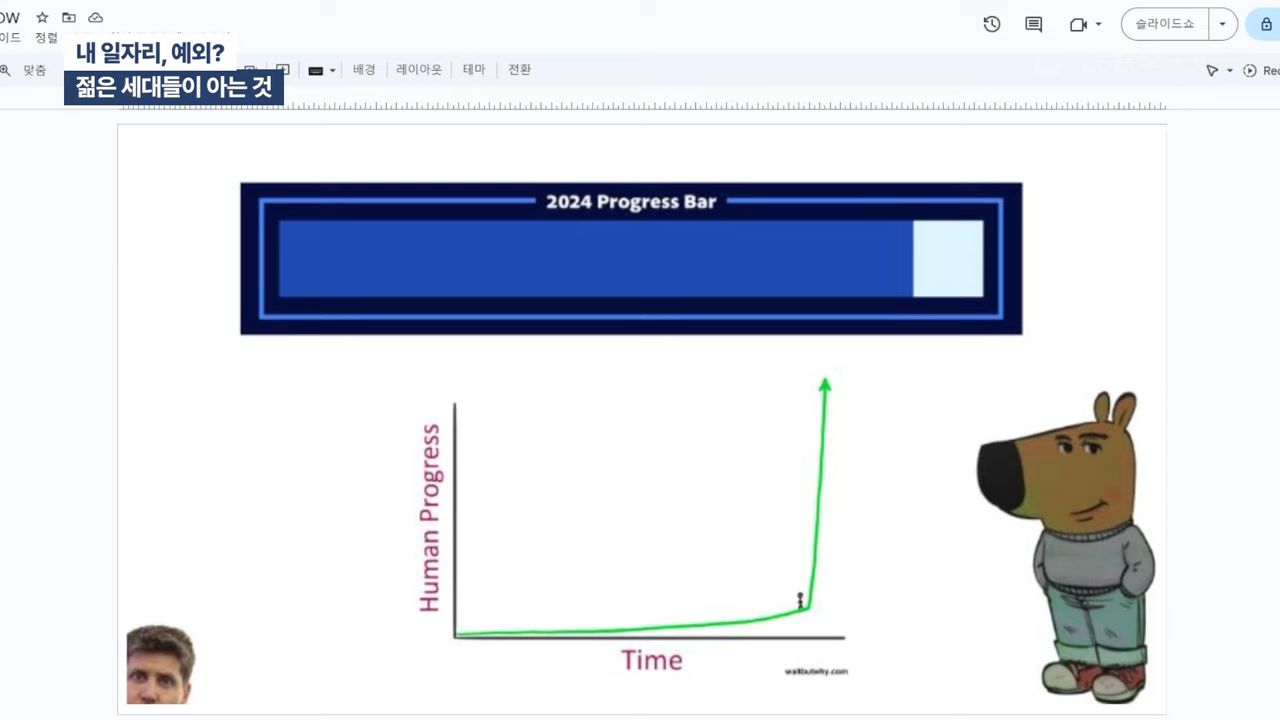 OW
이드 정렬
내 일자리, 예외?
젊은 세대들이 아는 것
슬라이드쇼
맞춤
배경 레이아웃 테마 전환
Rec
2024 Progress Bar
Human Progress
Time
waitbutwhy.com